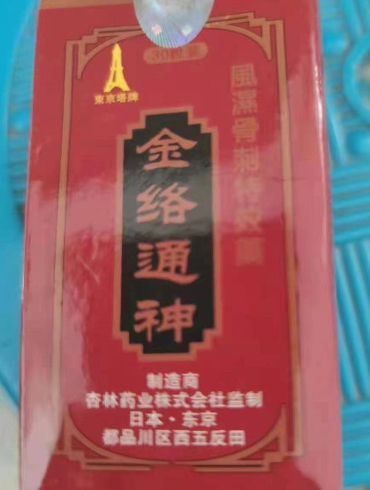 東京塔牌
風濕骨刺特效藥
金络通神
制造商
杏林药业株式会社监制
日本·东京
都品川区西五反田